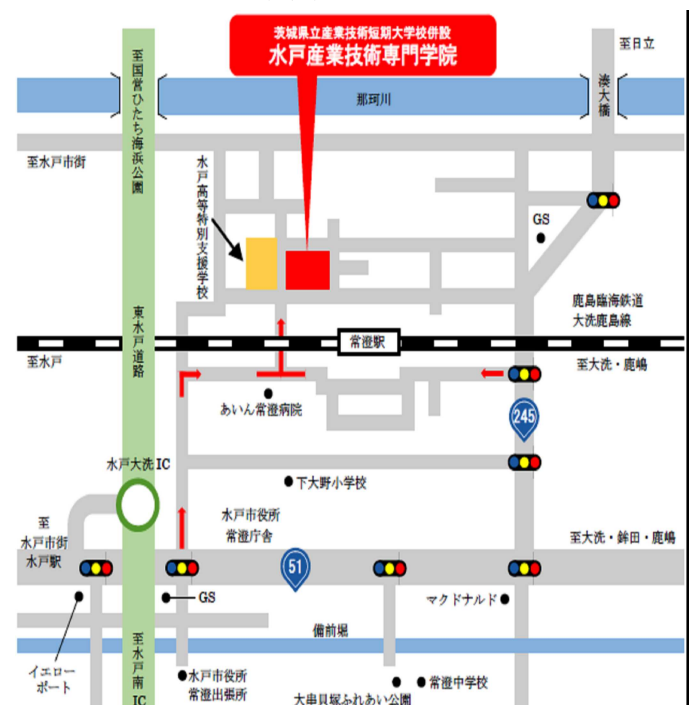 茨城県立産業技術短期大学校併設
水戸産業技術専門学院
至日立
至国営ひたち海浜公園
那珂川
湊大橋
至水戸市街
水戸高等特別支援学校
GS
鹿島臨海鉄道
大洗鹿島線
東水戸道路
常澄駅
至水戸
至大洗・鹿嶋
あいん常澄病院
245
水戸大洗IC
下大野小学校
水戸市役所
常澄庁舎
至
水戸市街
水戸駅
至大洗・鉾田・鹿嶋
51
GS
マクドナルド
備前堀
至水戸南IC
イエロー
ポート
水戸市役所
常澄出張所
常澄中学校
大串貝塚ふれあい公園